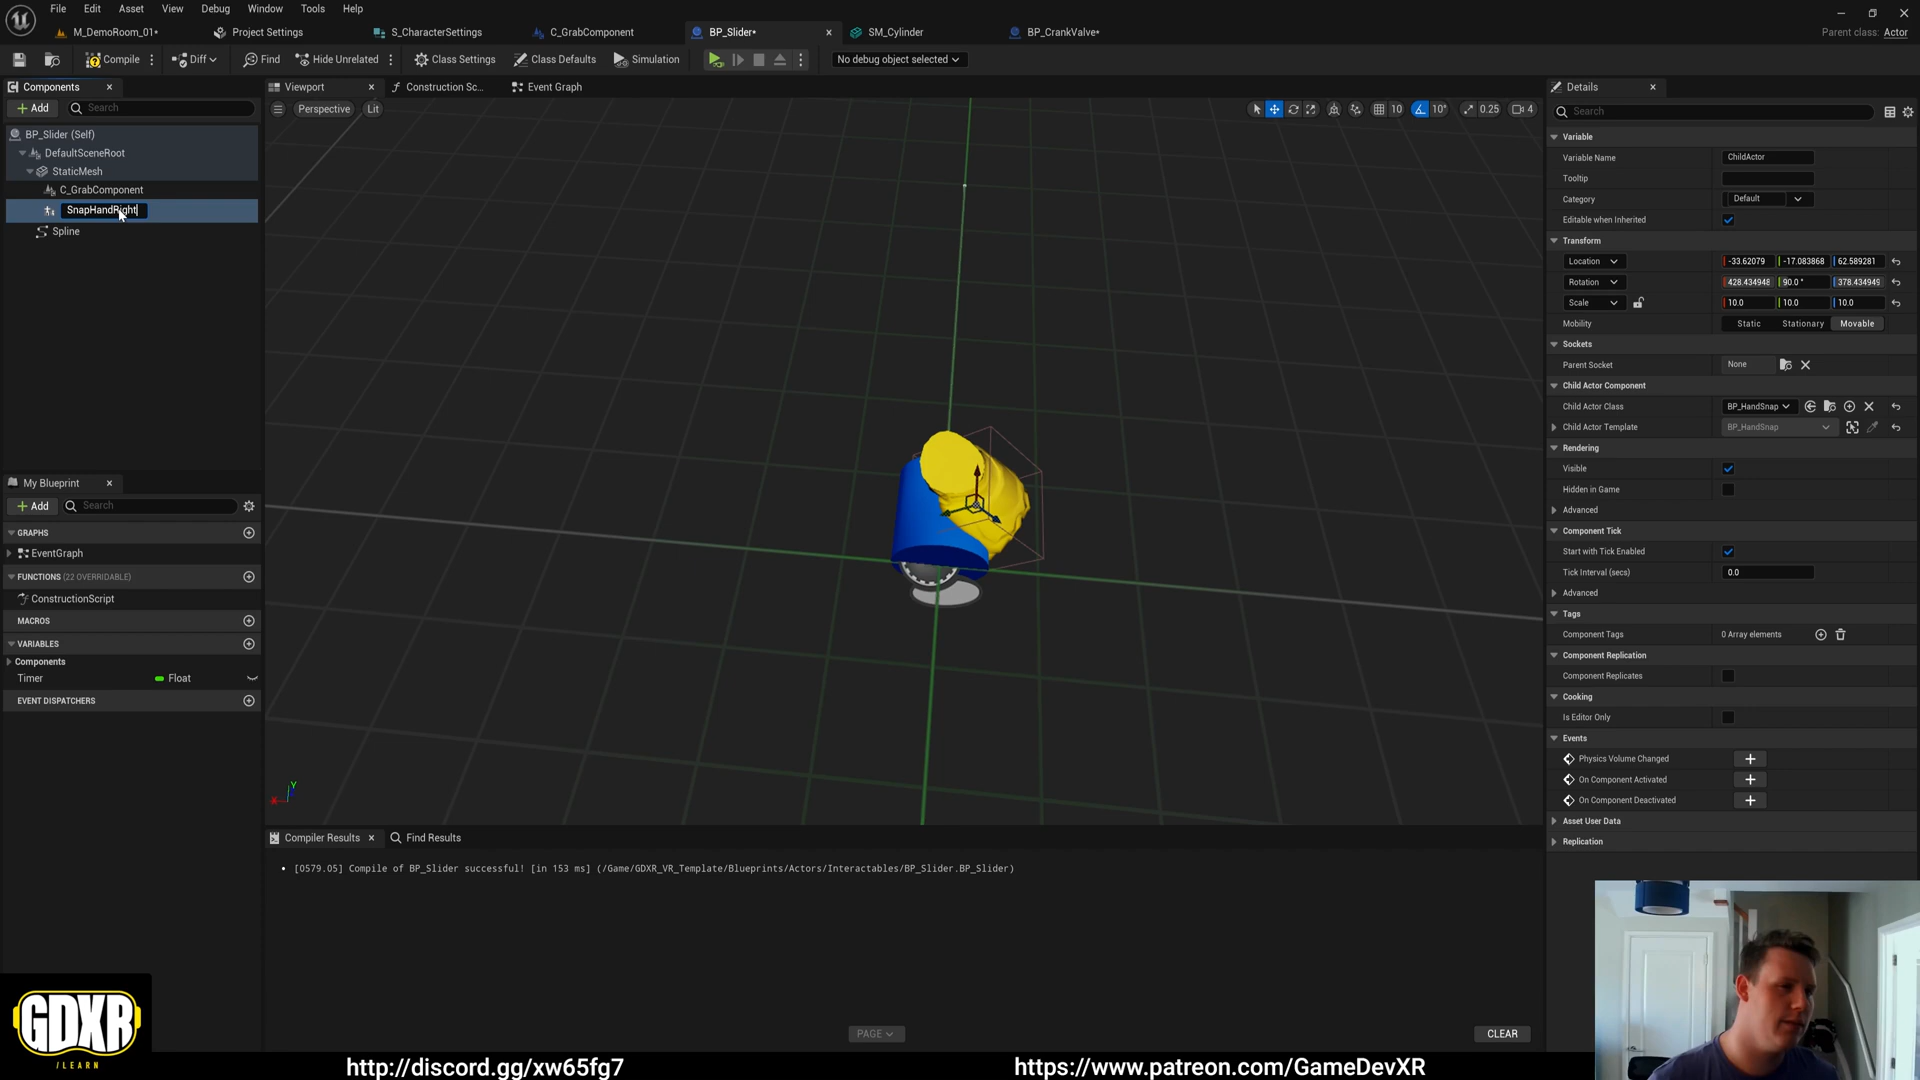 File Edit Asset View Debug Window Tools Help
M_DemoRoom_01* Project Settings S_CharacterSettings C_GrabComponent BP_Slider* SM_Cylinder BP_CrankValve* Parent class: Actor
Compile Diff Find Hide Unrelated Class Settings Class Defaults Simulation No debug object selected
Components
Add Search
BP_Slider (Self)
DefaultSceneRoot
StaticMesh
C_GrabComponent
SnapHandRight
Spline
My Blueprint
Add Search
GRAPHS
EventGraph
FUNCTIONS (22 OVERRIDABLE)
ConstructionScript
MACROS
VARIABLES
Components
Timer Float
EVENT DISPATCHERS
Viewport Construction Sc... Event Graph
Perspective Lit 10 10° 0.25 4
Y
X
Compiler Results Find Results
[0579.05] Compile of BP_Slider successful! [in 153 ms] (/Game/GDXR_VR_Template/Blueprints/Actors/Interactables/BP_Slider.BP_Slider)
PAGE CLEAR
Details
Search
Variable
Variable Name ChildActor
Tooltip
Category Default
Editable when Inherited
Transform
Location -33.62079 -17.083868 62.589281
Rotation 428.434948 90.0° 378.434949
Scale 10.0 10.0 10.0
Mobility Static Stationary Movable
Sockets
Parent Socket None
Child Actor Component
Child Actor Class BP_HandSnap
Child Actor Template BP_HandSnap
Rendering
Visible
Hidden in Game
Advanced
Component Tick
Start with Tick Enabled
Tick Interval (secs) 0.0
Advanced
Tags
Component Tags 0 Array elements
Component Replication
Component Replicates
Cooking
Is Editor Only
Events
Physics Volume Changed
On Component Activated
On Component Deactivated
Asset User Data
Replication
GDXR
/LEARN
http://discord.gg/xw65fg7 https://www.patreon.com/GameDevXR